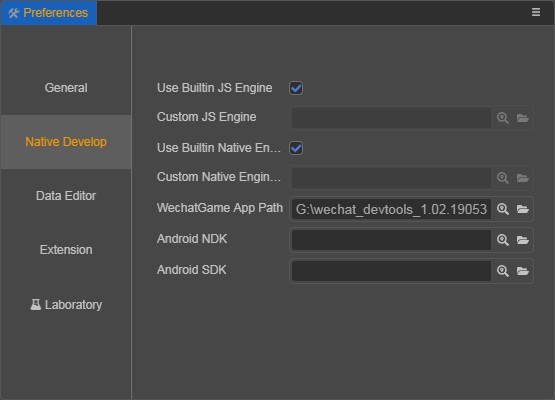 Preferences
General
Native Develop
Data Editor
Extension
Laboratory
Use Builtin JS Engine
Custom JS Engine
Use Builtin Native En...
Custom Native Engin...
WechatGame App Path G:\wechat_devtools_1.02.19053
Android NDK
Android SDK